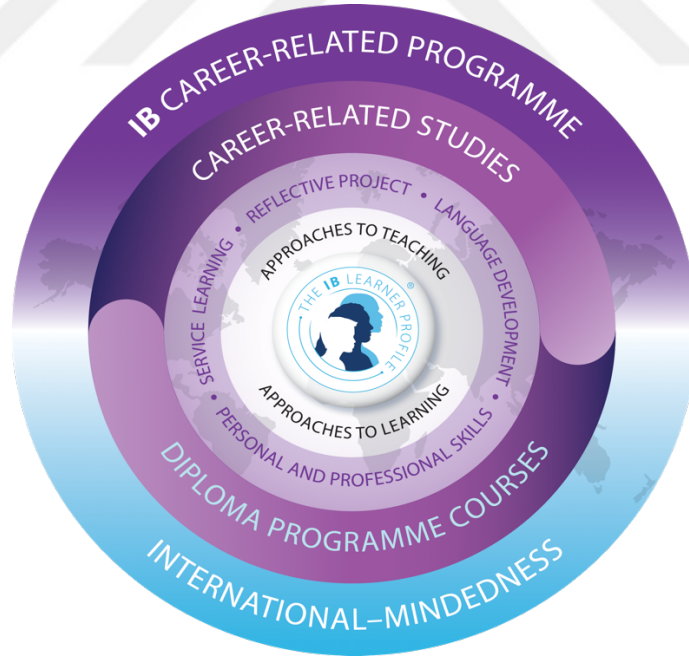 IB CAREER-RELATED PROGRAMME
CAREER-RELATED STUDIES
SERVICE LEARNING • REFLECTIVE PROJECT • LANGUAGE DEVELOPMENT • PERSONAL AND PROFESSIONAL SKILLS •
APPROACHES TO TEACHING
• THE IB LEARNER PROFILE • ®
APPROACHES TO LEARNING
DIPLOMA PROGRAMME COURSES
INTERNATIONAL–MINDEDNESS